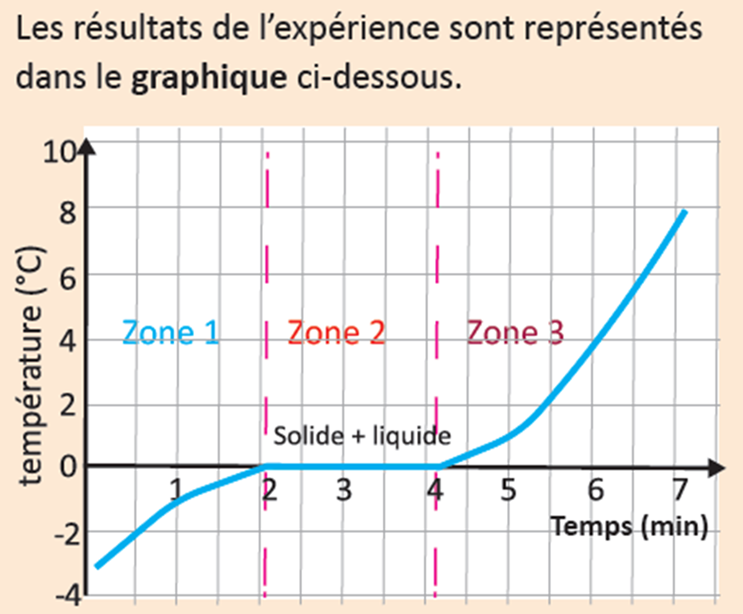 Les résultats de l’expérience sont représentés
dans le graphique ci-dessous.
10
8
6
4
2
0
-2
-4
température (°C)
Zone 1
Zone 2
Zone 3
Solide + liquide
1 2 3 4 5 6 7
Temps (min)